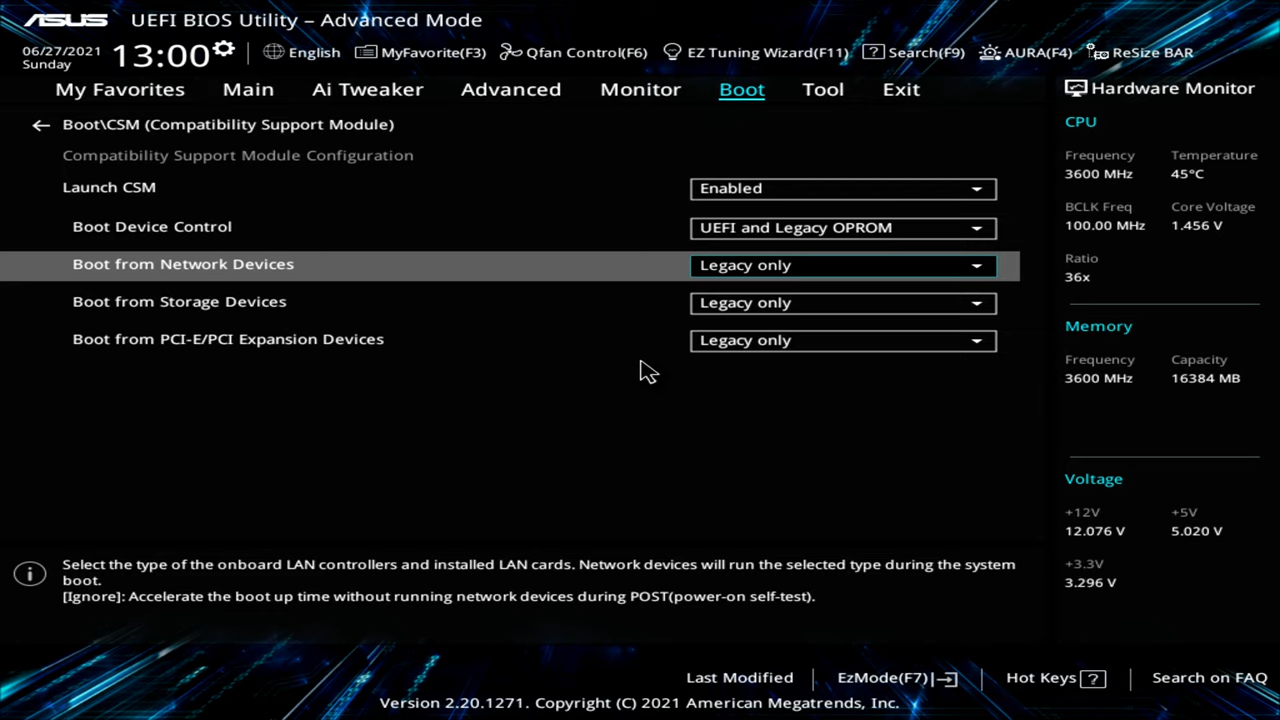 ASUS UEFI BIOS Utility – Advanced Mode
06/27/2021 Sunday 13:00 English MyFavorite(F3) Qfan Control(F6) EZ Tuning Wizard(F11) ? Search(F9) AURA(F4) ReSize BAR
My Favorites Main Ai Tweaker Advanced Monitor Boot Tool Exit
Boot\CSM (Compatibility Support Module)
Compatibility Support Module Configuration
Launch CSM Enabled
Boot Device Control UEFI and Legacy OPROM
Boot from Network Devices Legacy only
Boot from Storage Devices Legacy only
Boot from PCI-E/PCI Expansion Devices Legacy only
Select the type of the onboard LAN controllers and installed LAN cards. Network devices will run the selected type during the system
boot.
[Ignore]: Accelerate the boot up time without running network devices during POST(power-on self-test).
Hardware Monitor
CPU
Frequency Temperature
3600 MHz 45°C
BCLK Freq Core Voltage
100.00 MHz 1.456 V
Ratio
36x
Memory
Frequency Capacity
3600 MHz 16384 MB
Voltage
+12V +5V
12.076 V 5.020 V
+3.3V
3.296 V
Last Modified EzMode(F7) Hot Keys ? Search on FAQ
Version 2.20.1271. Copyright (C) 2021 American Megatrends, Inc.